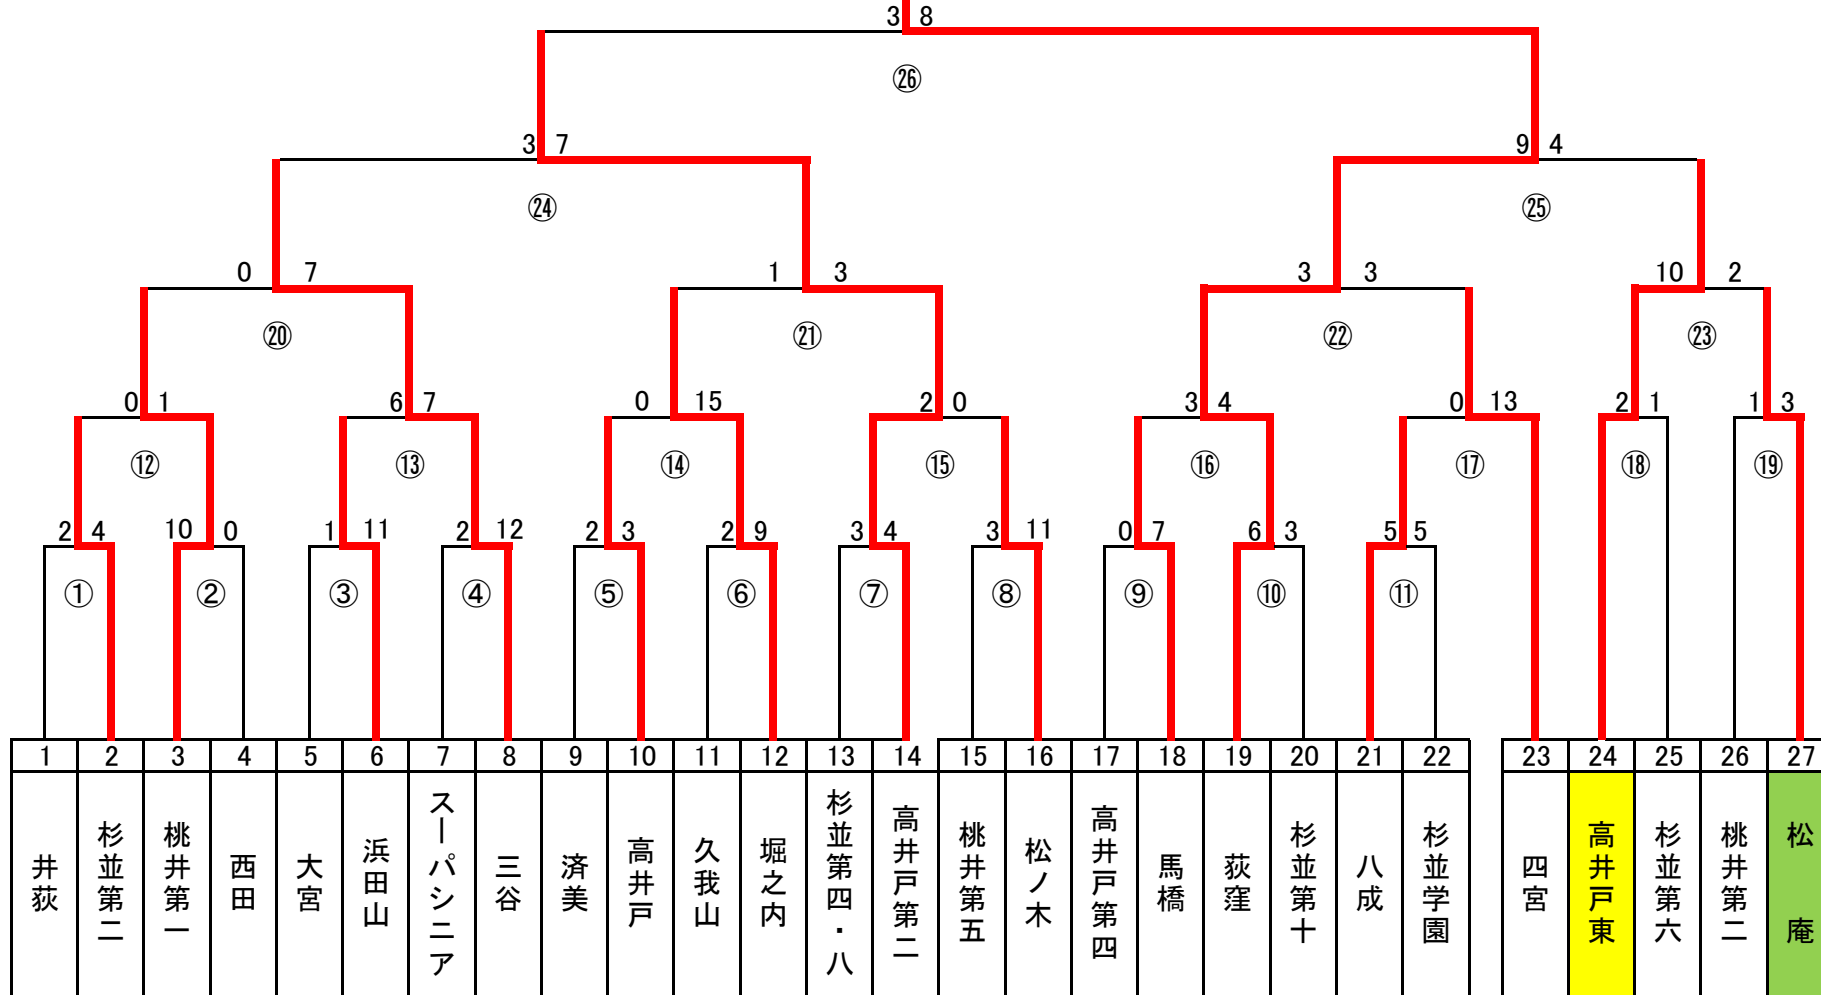 3 8
㉖
3 7
9 4
㉔
㉕
0 7
1 3
3 3
10 2
⑳
㉑
㉒
㉓
0 1
6 7
0 15
2 0
3 4
0 13
2 1
1 3
⑫
⑬
⑭
⑮
⑯
⑰
⑱
⑲
2 4
10 0
1 11
2 12
2 3
2 9
3 4
3 11
0 7
6 3
5 5
①
②
③
④
⑤
⑥
⑦
⑧
⑨
⑩
⑪
1 2 3 4 5 6 7 8 9 10 11 12 13 14 15 16 17 18 19 20 21 22 23 24 25 26 27
井荻
杉並第二
桃井第一
西田
大宮
浜田山
スーパシニア
三谷
済美
高井戸
久我山
堀之内
杉並第四・八
高井戸第二
桃井第五
松ノ木
高井戸第四
馬橋
荻窪
杉並第十
八成
杉並学園
四宮
高井戸東
杉並第六
桃井第二
松庵